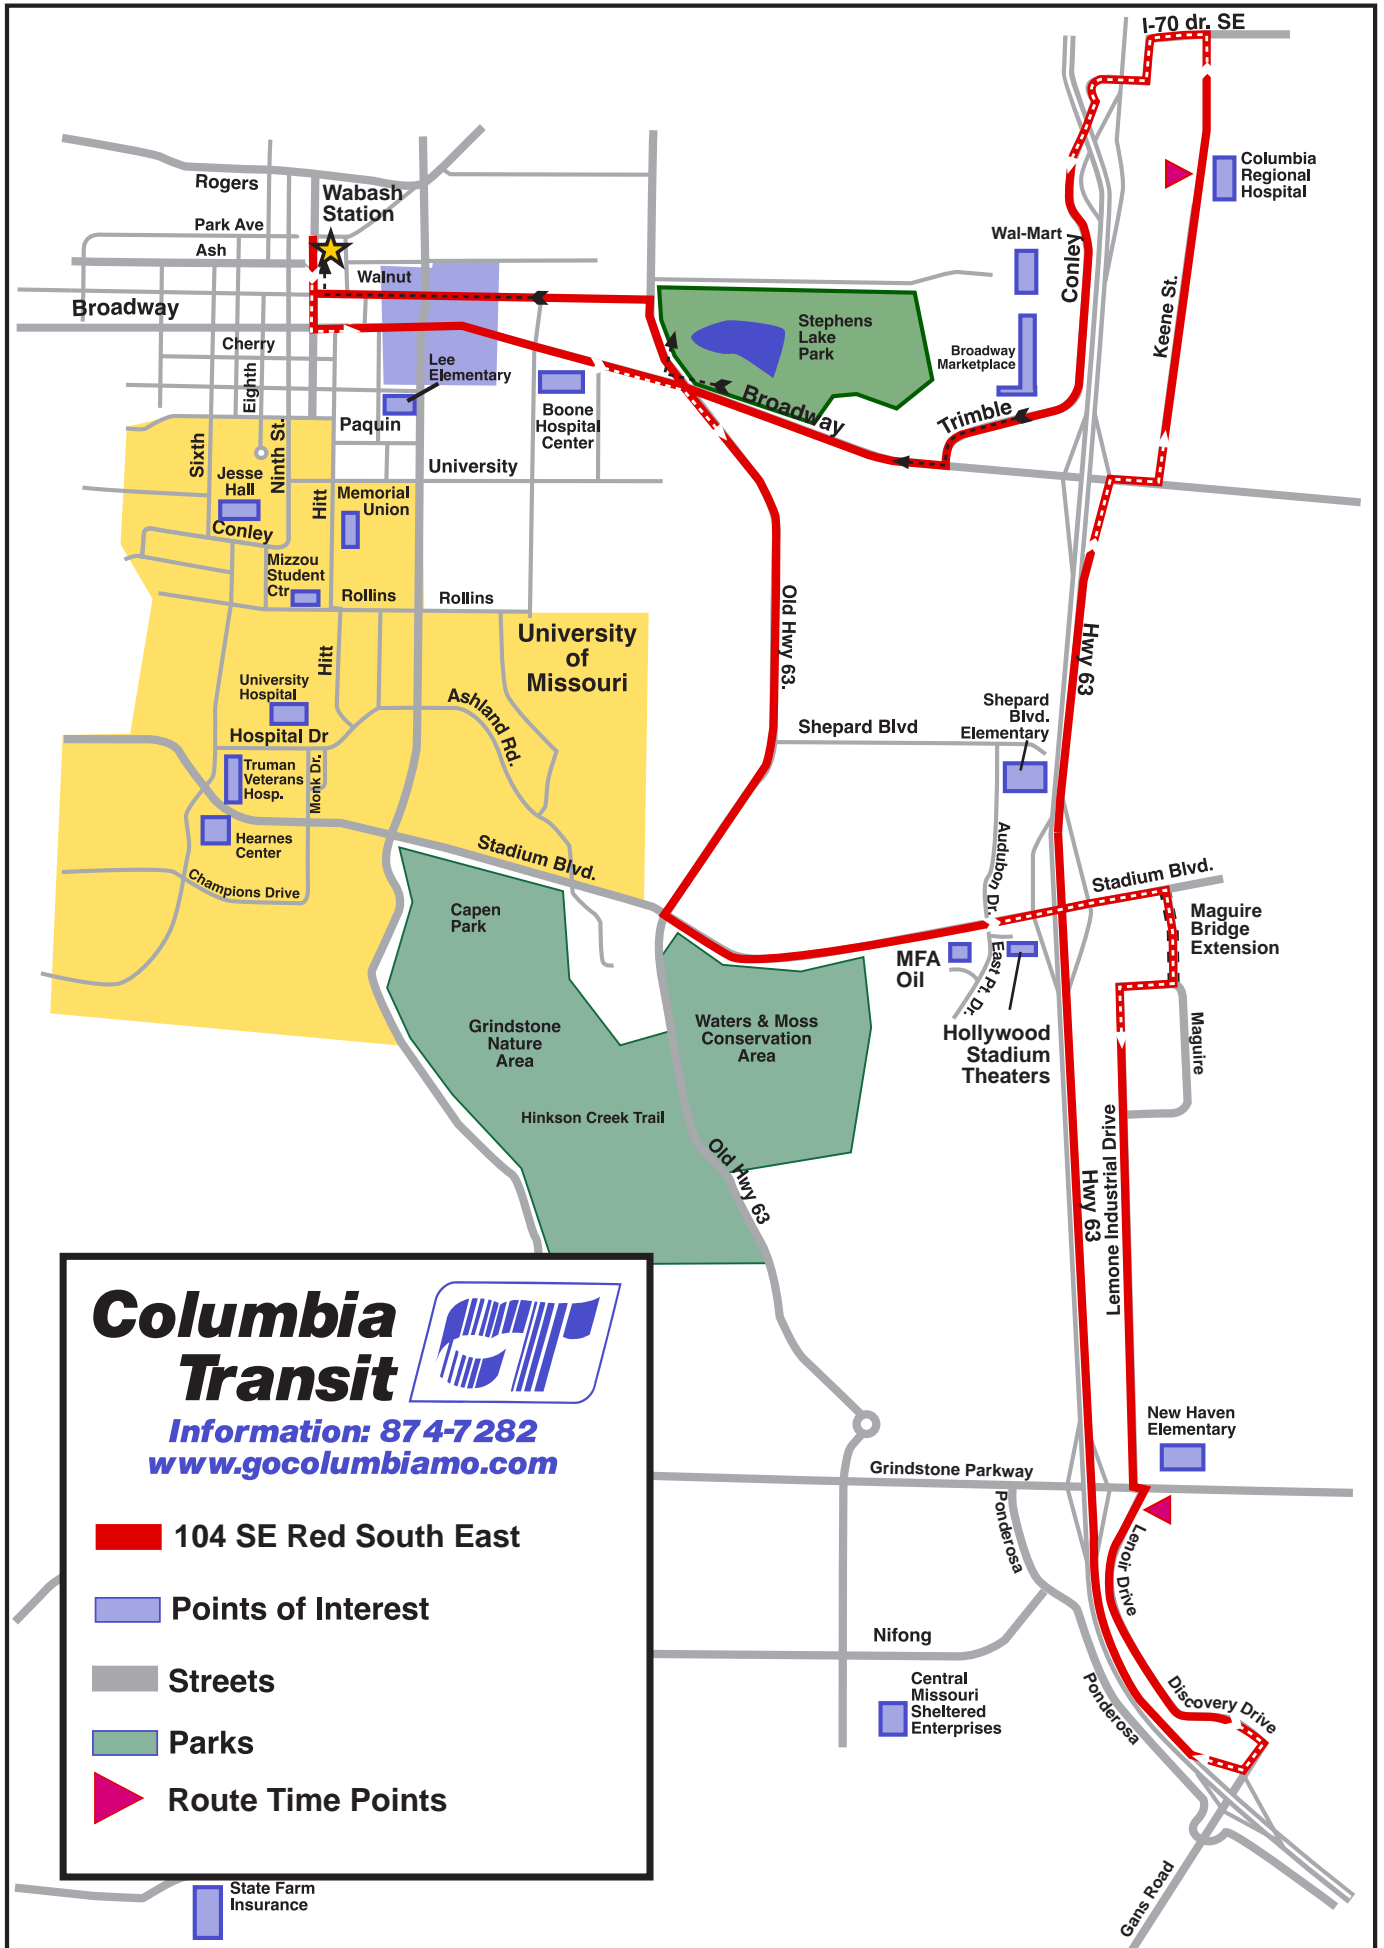 I-70 dr. SE
Columbia
Regional
Hospital
Rogers
Wabash
Station
Park Ave
Ash
Walnut
Broadway
Cherry
Eighth
Lee
Elementary
Paquin
Boone
Hospital
Center
Stephens
Lake
Park
Wal-Mart
Conley
Broadway
Marketplace
Keene St.
Trimble
Broadway
Sixth
Ninth St.
University
Jesse
Hall
Hitt
Memorial
Union
Conley
Mizzou
Student
Ctr
Rollins
Rollins
University
of
Missouri
Hitt
University
Hospital
Hospital Dr
Ashland Rd.
Truman
Veterans
Hosp.
Monk Dr.
Hearnes
Center
Champions Drive
Stadium Blvd.
Old Hwy 63.
Hwy 63
Shepard Blvd
Shepard
Blvd.
Elementary
Audubon Dr.
Stadium Blvd.
Maguire
Bridge
Extension
MFA
Oil
East Pt. Dr.
Hollywood
Stadium
Theaters
Maguire
Capen
Park
Grindstone
Nature
Area
Waters & Moss
Conservation
Area
Hinkson Creek Trail
Old Hwy 63
Hwy 63
Lemone Industrial Drive
Columbia
Transit
CT
Information: 874-7282
www.gocolumbiamo.com
104 SE Red South East
Points of Interest
Streets
Parks
Route Time Points
New Haven
Elementary
Grindstone Parkway
Ponderosa
Lenoir Drive
Nifong
Central
Missouri
Sheltered
Enterprises
Ponderosa
Discovery Drive
Gans Road
State Farm
Insurance